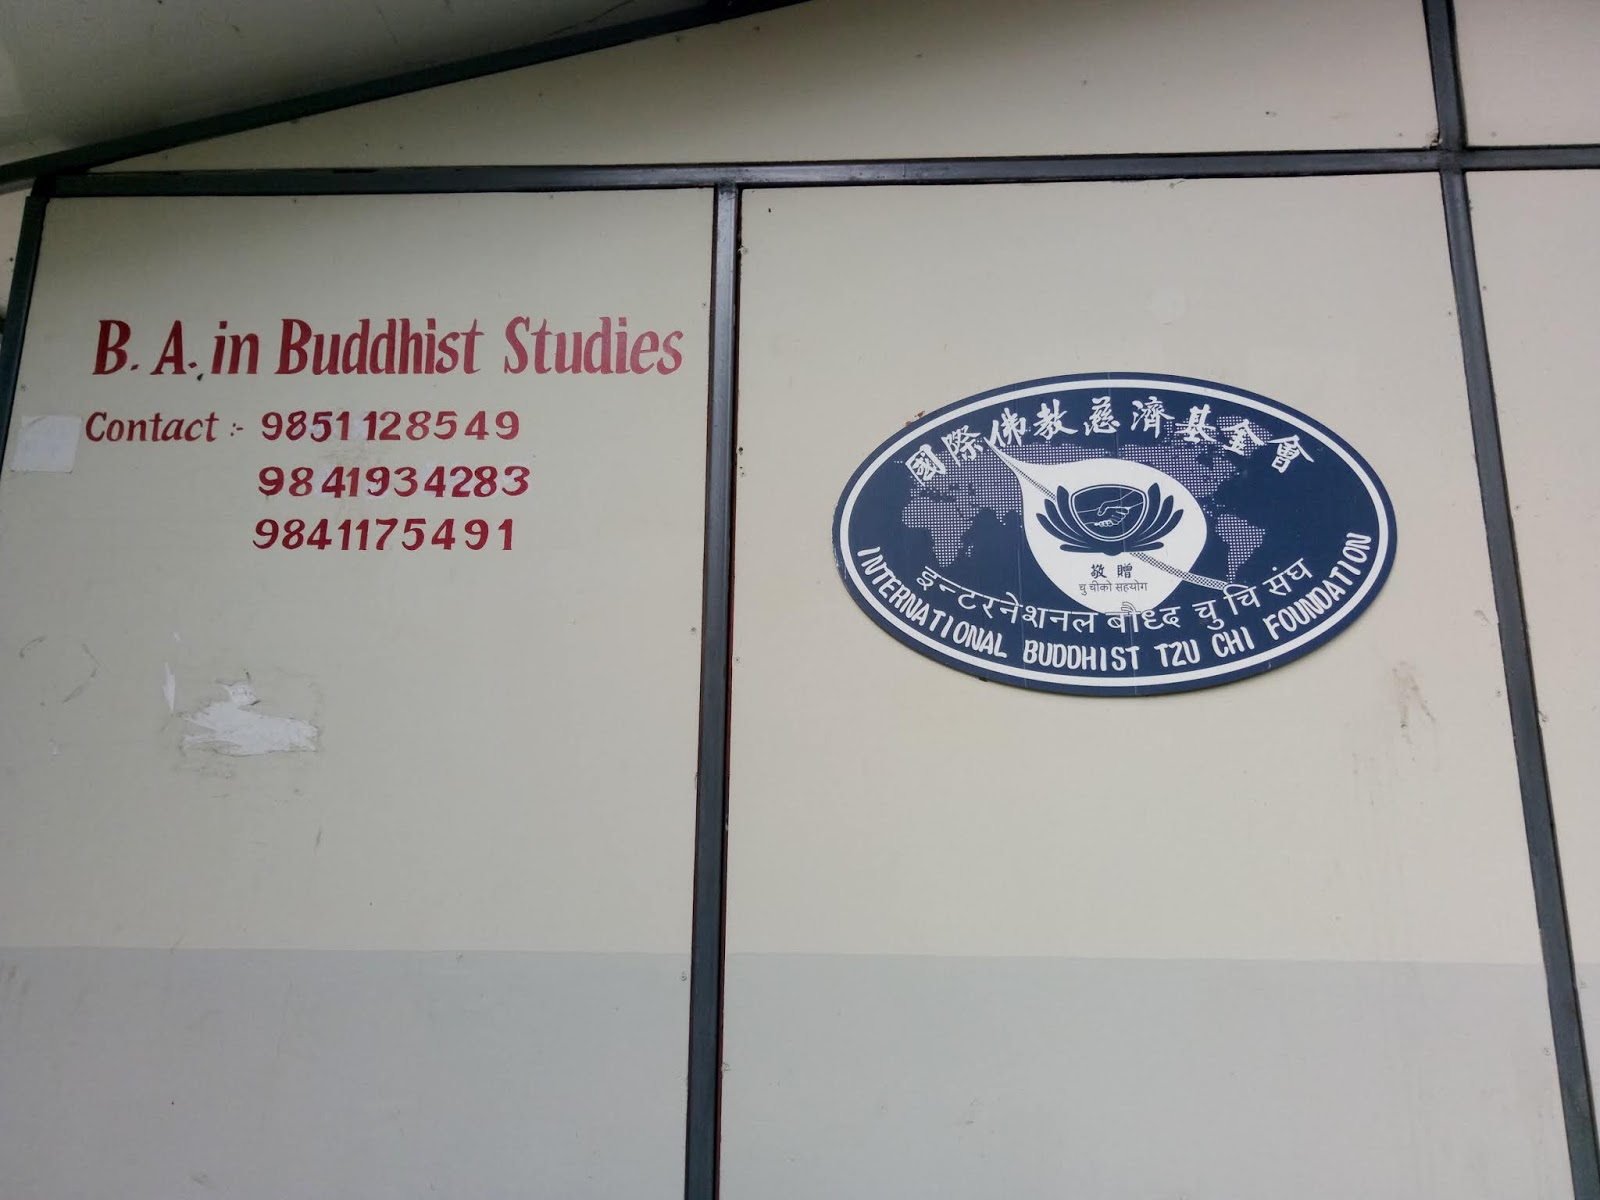 B. A. in Buddhist Studies
Contact :- 9851128549
9841934283
9841175491
國際佛教慈濟基金會
敬贈
चु चीको सहयोग
इन्टरनेशनल बौध्द चु चि संघ
INTERNATIONAL BUDDHIST TZU CHI FOUNDATION